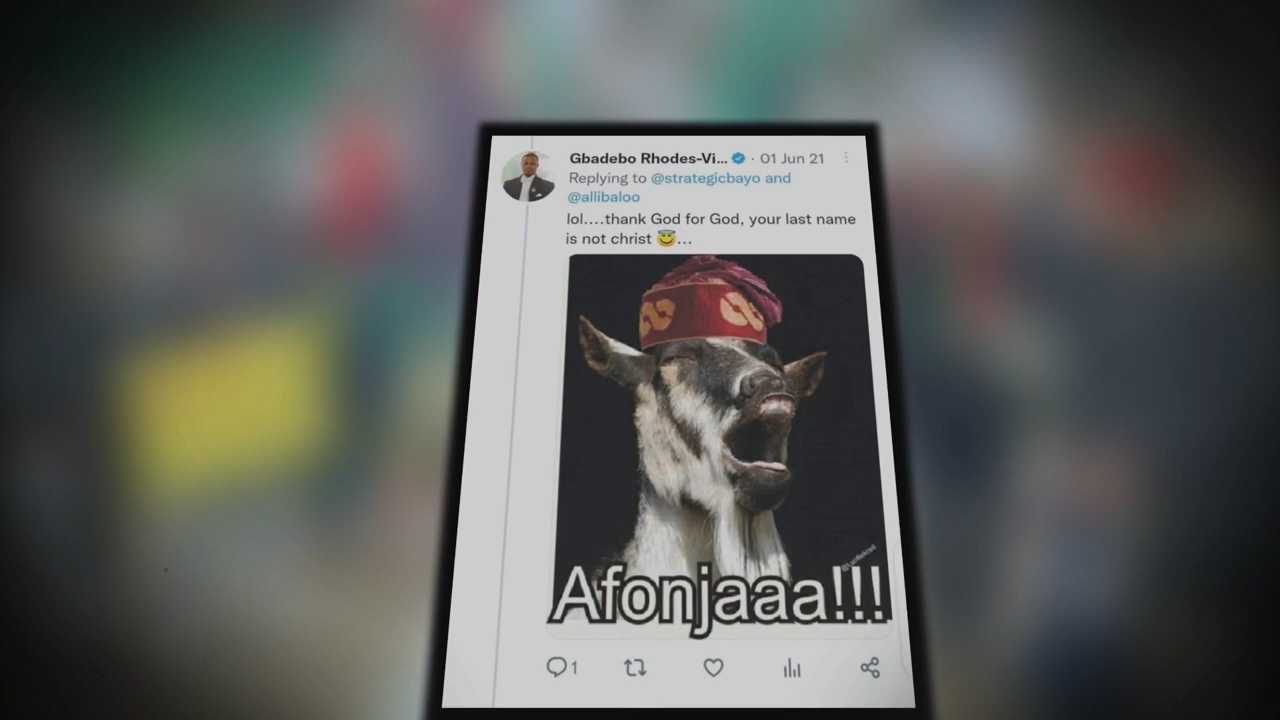 Gbadebo Rhodes-Vi... · 01 Jun 21
Replying to @strategicbayo and
@allibaloo
lol....thank God for God, your last name
is not christ 😇...
Afonjaaa!!!
1